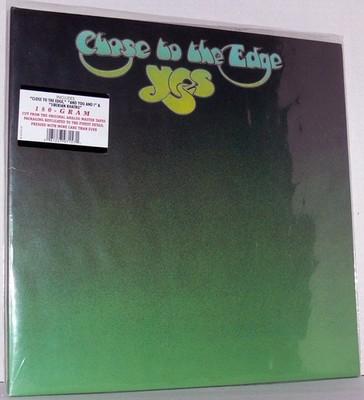 Close to the Edge
yes
INCLUDES
"CLOSE TO THE EDGE," "AND YOU AND I" &
"SIBERIAN KHATRU"
180-GRAM
CUT FROM THE ORIGINAL ANALOG MASTER TAPES
PACKAGING REPLICATED TO THE FINEST DETAIL
PRESSED WITH MORE CARE THAN EVER